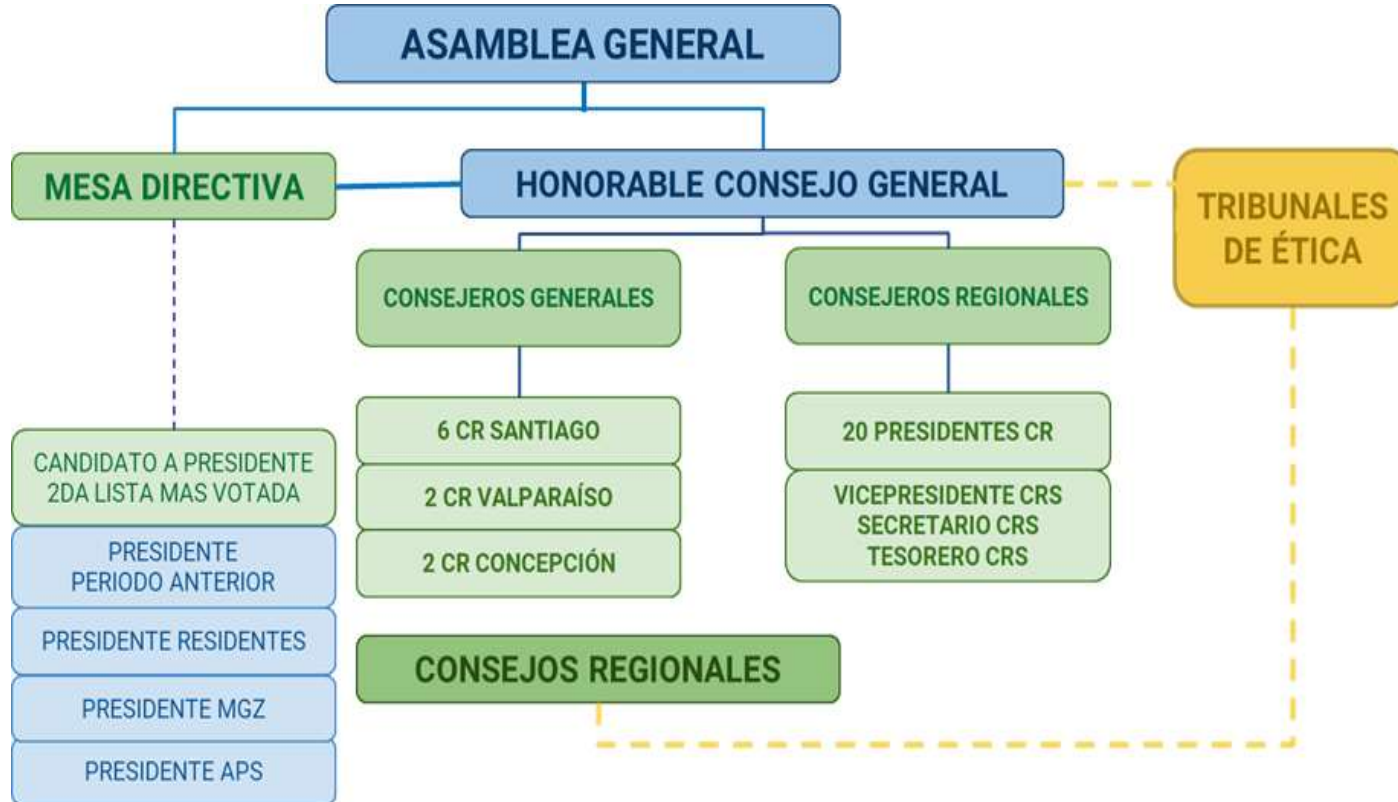 ASAMBLEA GENERAL
MESA DIRECTIVA
HONORABLE CONSEJO GENERAL
TRIBUNALES
DE ÉTICA
CONSEJEROS GENERALES
CONSEJEROS REGIONALES
6 CR SANTIAGO
2 CR VALPARAÍSO
2 CR CONCEPCIÓN
20 PRESIDENTES CR
VICEPRESIDENTE CRS
SECRETARIO CRS
TESORERO CRS
CANDIDATO A PRESIDENTE
2DA LISTA MAS VOTADA
PRESIDENTE
PERIODO ANTERIOR
PRESIDENTE RESIDENTES
PRESIDENTE MGZ
PRESIDENTE APS
CONSEJOS REGIONALES